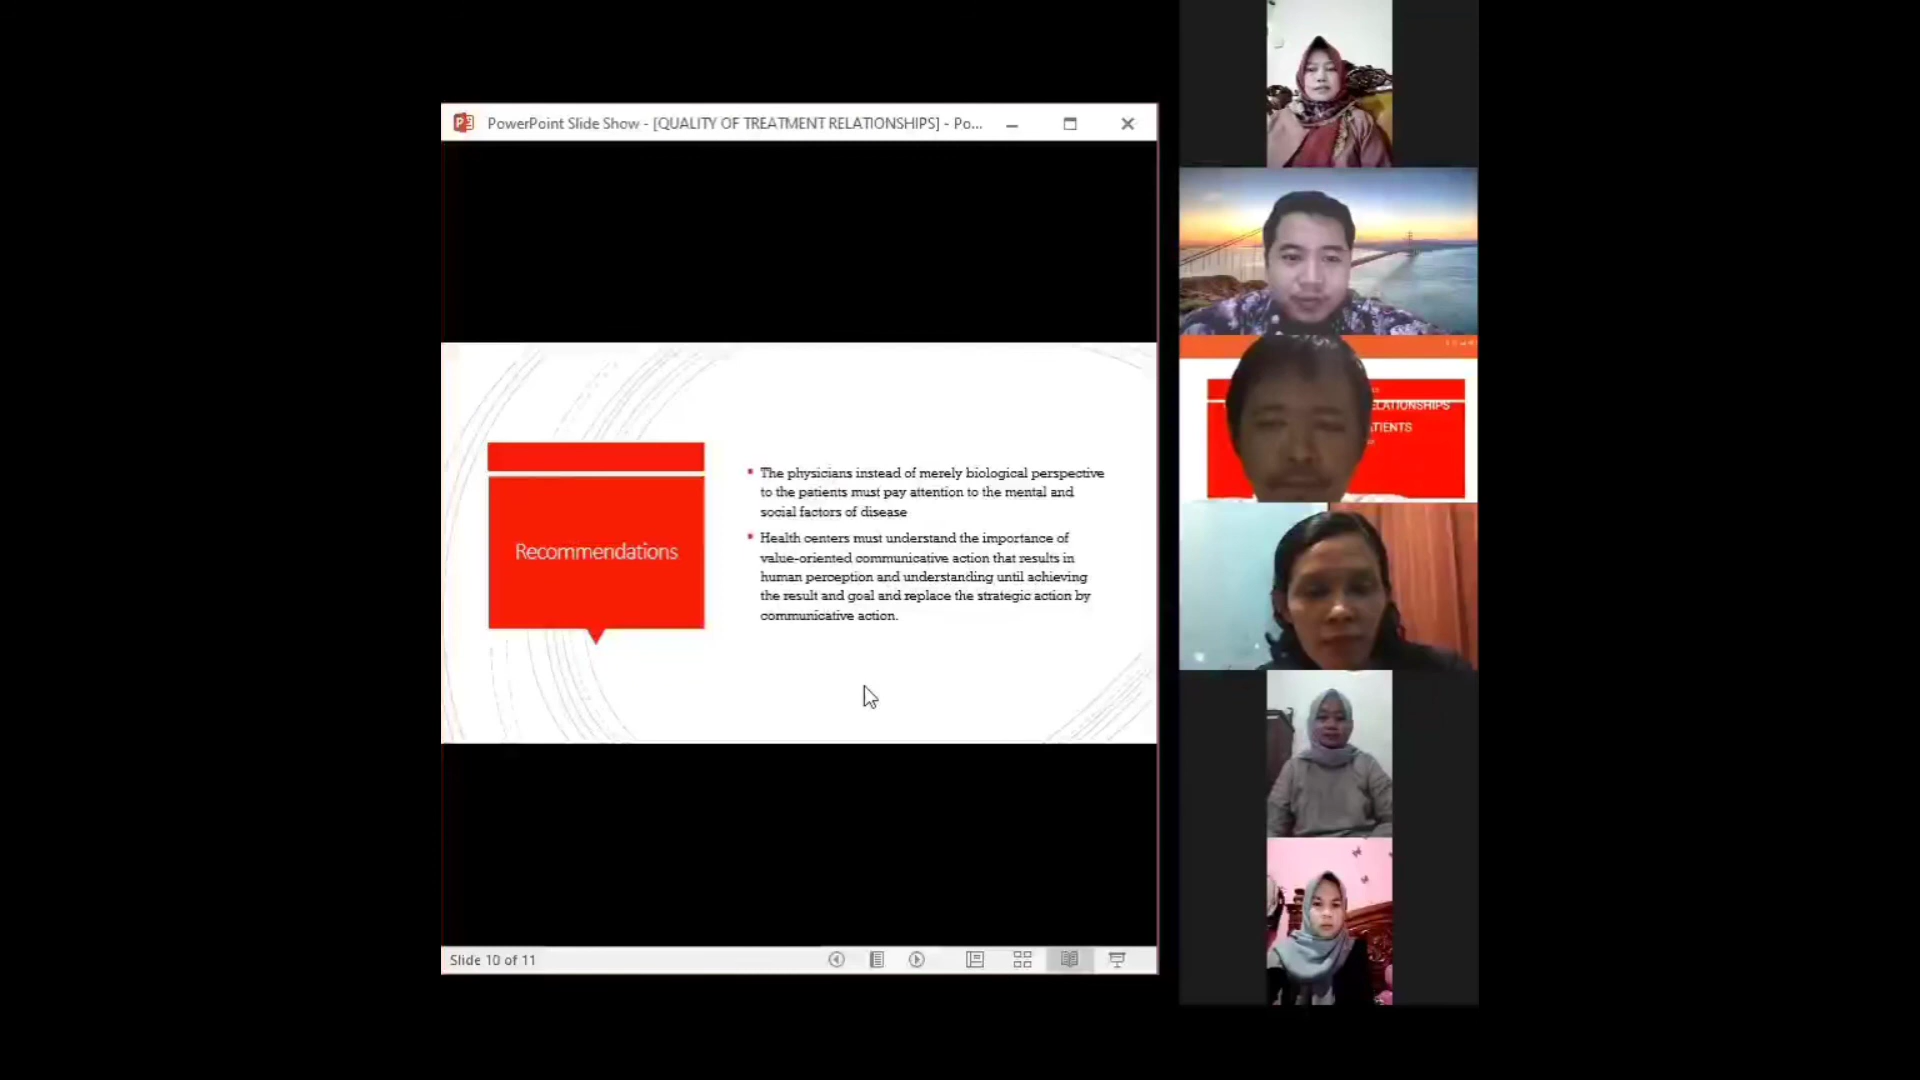 PowerPoint Slide Show - [QUALITY OF TREATMENT RELATIONSHIPS] - Po...
Recommendations
The physicians instead of merely biological perspective
to the patients must pay attention to the mental and
social factors of disease
Health centers must understand the importance of
value-oriented communicative action that results in
human perception and understanding until achieving
the result and goal and replace the strategic action by
communicative action.
Slide 10 of 11
ELATIONSHIPS
ATIENTS